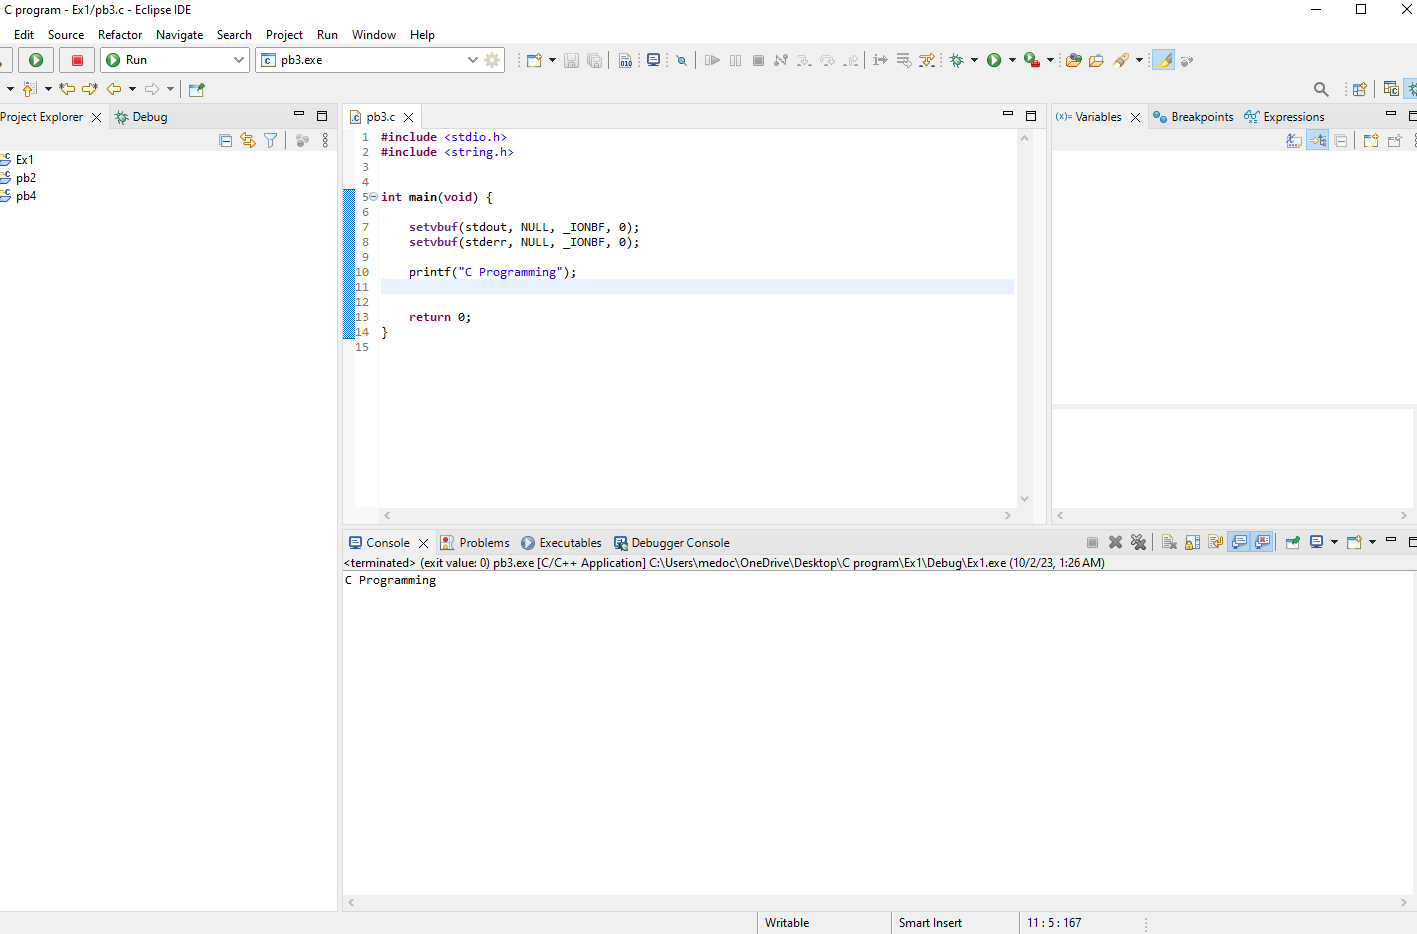 C program - Ex1/pb3.c - Eclipse IDE
Edit Source Refactor Navigate Search Project Run Window Help
Run pb3.exe
010
Project Explorer Debug
Ex1
pb2
pb4
pb3.c
1 #include <stdio.h>
2 #include <string.h>
3
4
5 int main(void) {
6
7 setvbuf(stdout, NULL, _IONBF, 0);
8 setvbuf(stderr, NULL, _IONBF, 0);
9
10 printf("C Programming");
11
12
13 return 0;
14 }
15
(x)= Variables Breakpoints Expressions
Console Problems Executables Debugger Console
<terminated> (exit value: 0) pb3.exe [C/C++ Application] C:\Users\medoc\OneDrive\Desktop\C program\Ex1\Debug\Ex1.exe (10/2/23, 1:26 AM)
C Programming
Writable Smart Insert 11 : 5 : 167